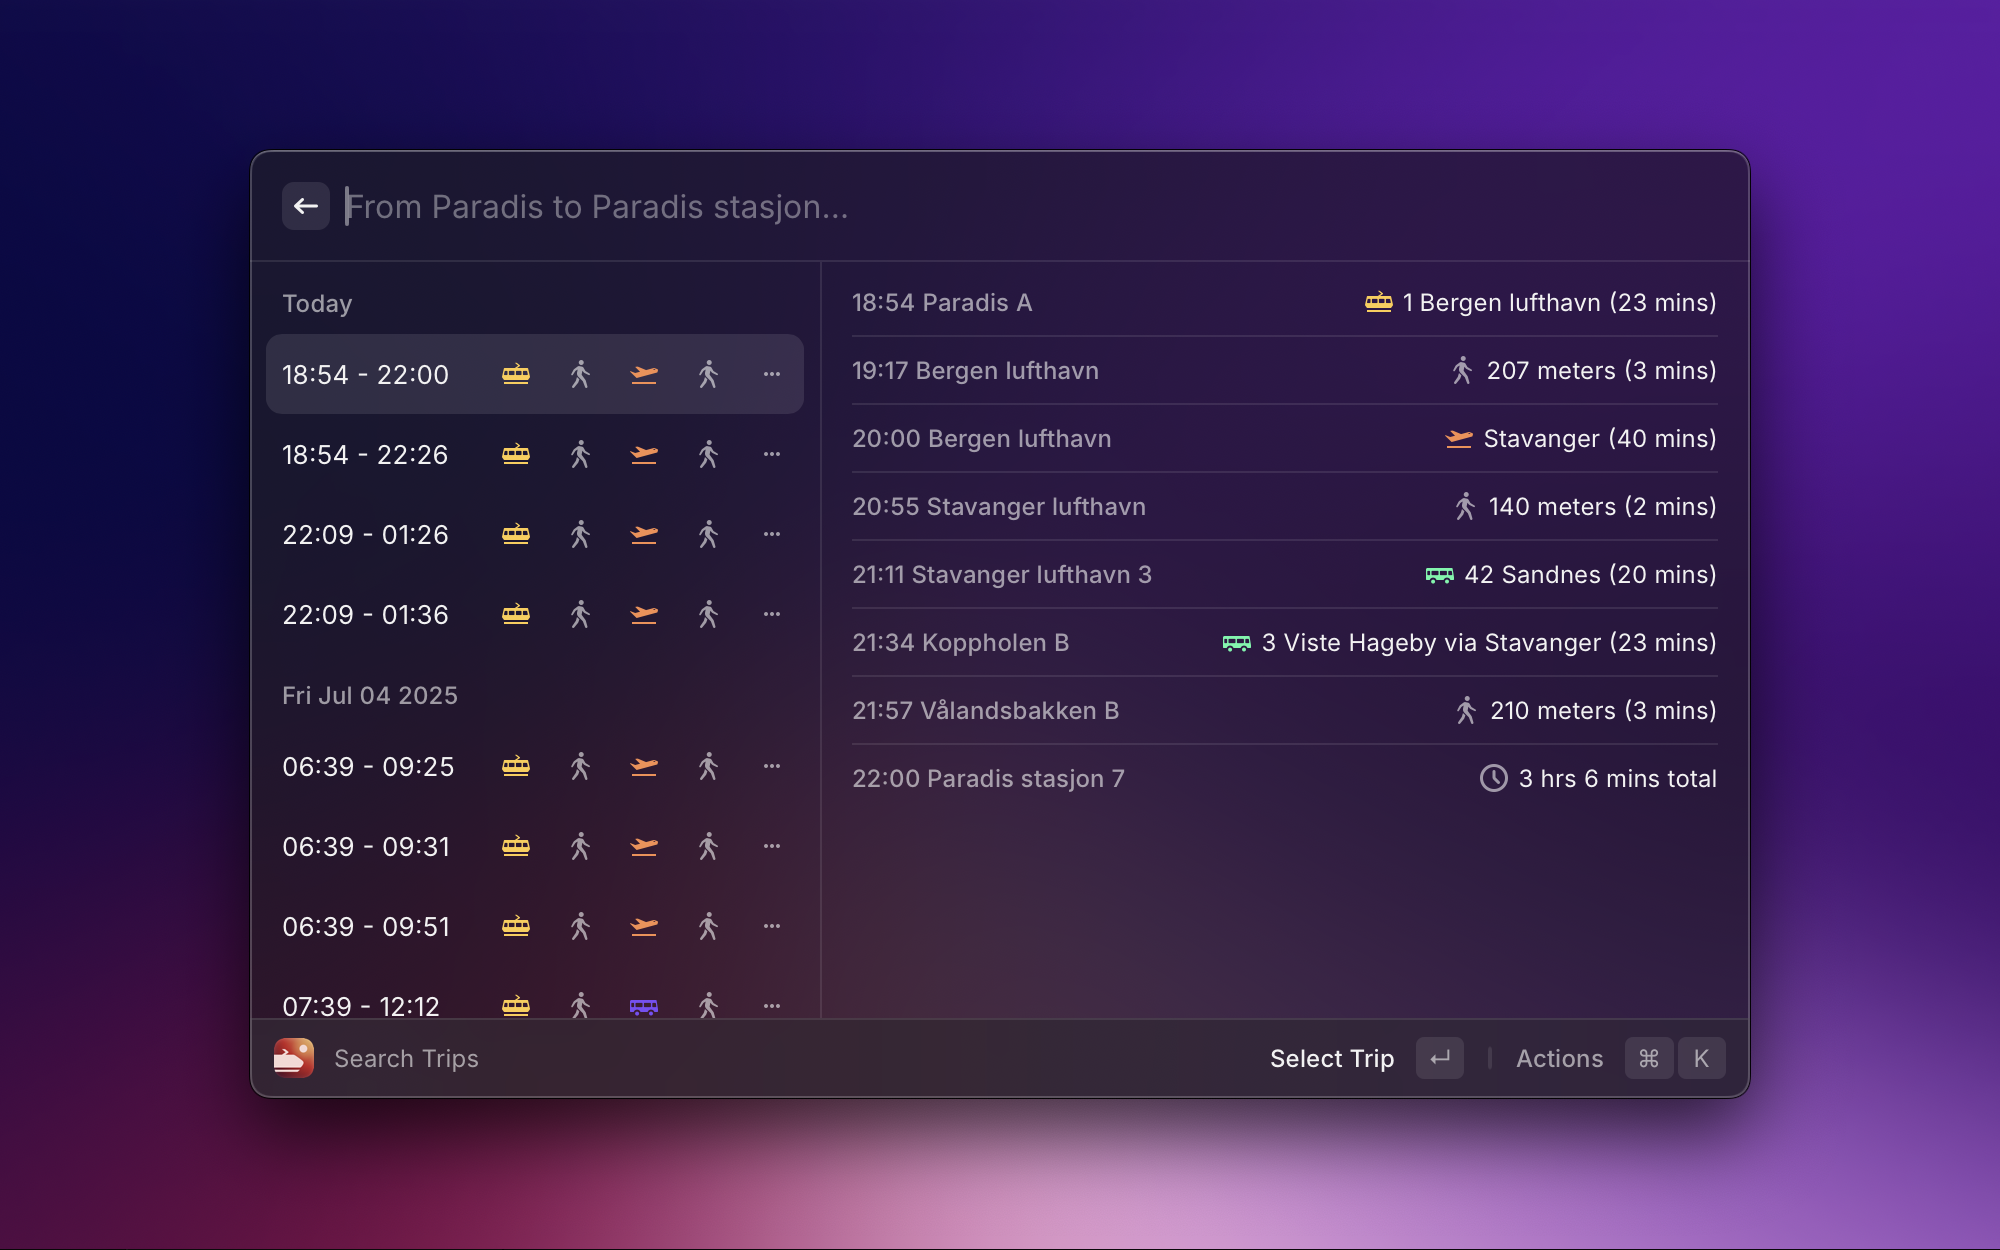 From Paradis to Paradis stasjon...
Today
18:54 - 22:00
18:54 - 22:26
22:09 - 01:26
22:09 - 01:36
Fri Jul 04 2025
06:39 - 09:25
06:39 - 09:31
06:39 - 09:51
07:39 - 12:12
18:54 Paradis A 1 Bergen lufthavn (23 mins)
19:17 Bergen lufthavn 207 meters (3 mins)
20:00 Bergen lufthavn Stavanger (40 mins)
20:55 Stavanger lufthavn 140 meters (2 mins)
21:11 Stavanger lufthavn 3 42 Sandnes (20 mins)
21:34 Koppholen B 3 Viste Hageby via Stavanger (23 mins)
21:57 Vålandsbakken B 210 meters (3 mins)
22:00 Paradis stasjon 7 3 hrs 6 mins total
Search Trips Select Trip ↵ Actions ⌘ K